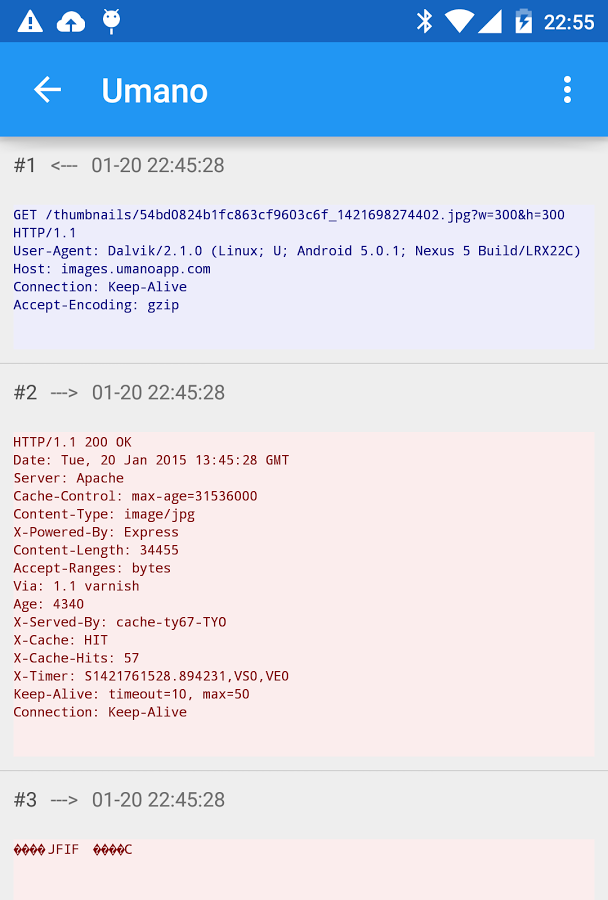 22:55
Umano
#1 <--- 01-20 22:45:28
GET /thumbnails/54bd0824b1fc863cf9603c6f_1421698274402.jpg?w=300&h=300
HTTP/1.1
User-Agent: Dalvik/2.1.0 (Linux; U; Android 5.0.1; Nexus 5 Build/LRX22C)
Host: images.umanoapp.com
Connection: Keep-Alive
Accept-Encoding: gzip
#2 ---> 01-20 22:45:28
HTTP/1.1 200 OK
Date: Tue, 20 Jan 2015 13:45:28 GMT
Server: Apache
Cache-Control: max-age=31536000
Content-Type: image/jpg
X-Powered-By: Express
Content-Length: 34455
Accept-Ranges: bytes
Via: 1.1 varnish
Age: 4340
X-Served-By: cache-ty67-TYO
X-Cache: HIT
X-Cache-Hits: 57
X-Timer: S1421761528.894231,VS0,VE0
Keep-Alive: timeout=10, max=50
Connection: Keep-Alive
#3 ---> 01-20 22:45:28
����JFIF ����C